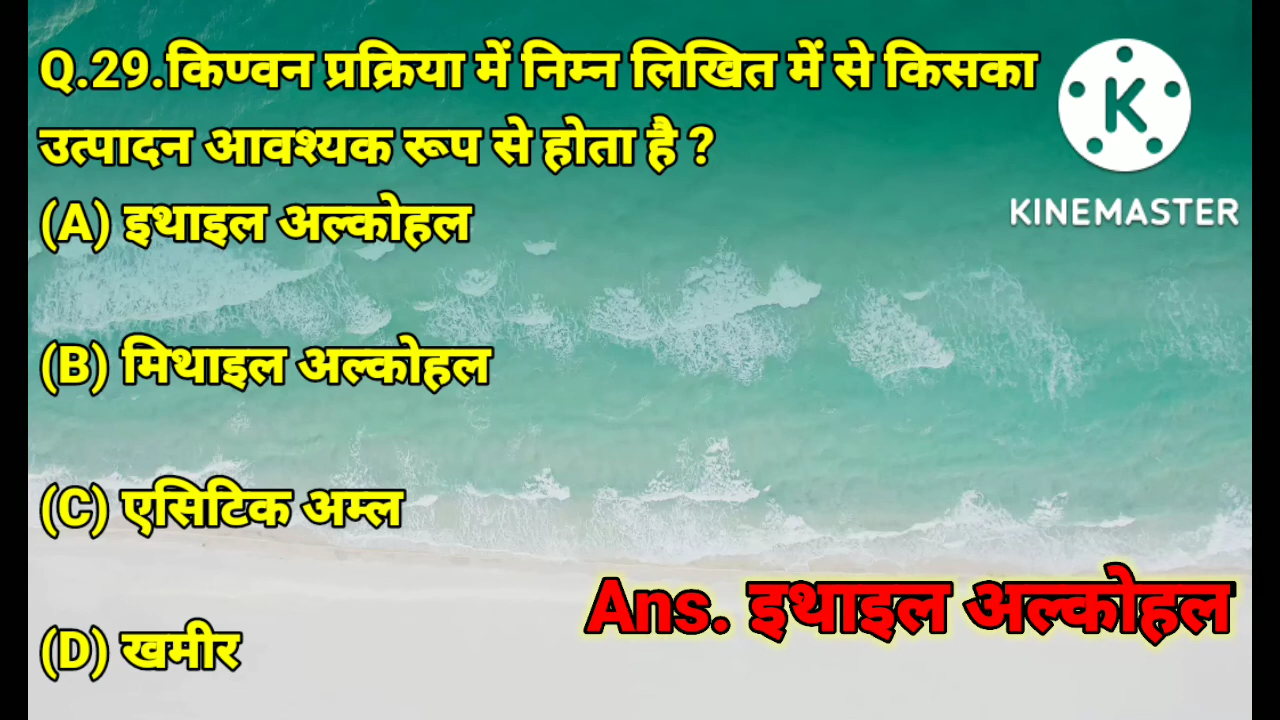 Q.29.किण्वन प्रक्रिया में निम्न लिखित में से किसका
उत्पादन आवश्यक रूप से होता है ?
(A) इथाइल अल्कोहल
(B) मिथाइल अल्कोहल
(C) एसिटिक अम्ल
(D) खमीर
Ans. इथाइल अल्कोहल
K
KINEMASTER